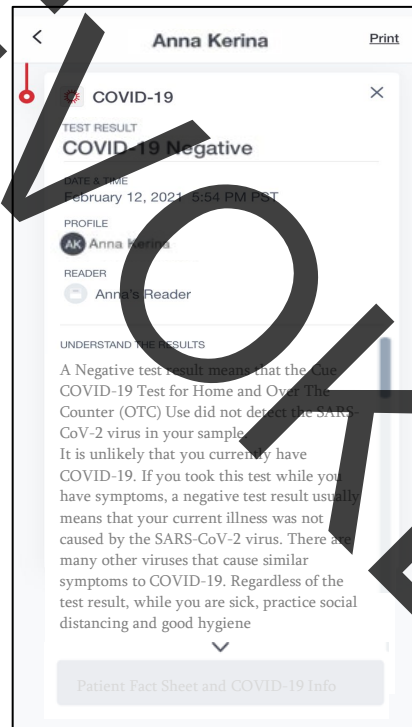 Anna Kerina
Print
COVID-19
TEST RESULT
COVID-19 Negative
DATE & TIME
February 12, 2021 5:54 PM PST
PROFILE
AK Anna Kerina
READER
Anna's Reader
UNDERSTAND THE RESULTS
A Negative test result means that the Cue
COVID-19 Test for Home and Over The
Counter (OTC) Use did not detect the SARS-
CoV-2 virus in your sample.
It is unlikely that you currently have
COVID-19. If you took this test while you
have symptoms, a negative test result usually
means that your current illness was not
caused by the SARS-CoV-2 virus. There are
many other viruses that cause similar
symptoms to COVID-19. Regardless of the
test result, while you are sick, practice social
distancing and good hygiene
Patient Fact Sheet and COVID-19 Info